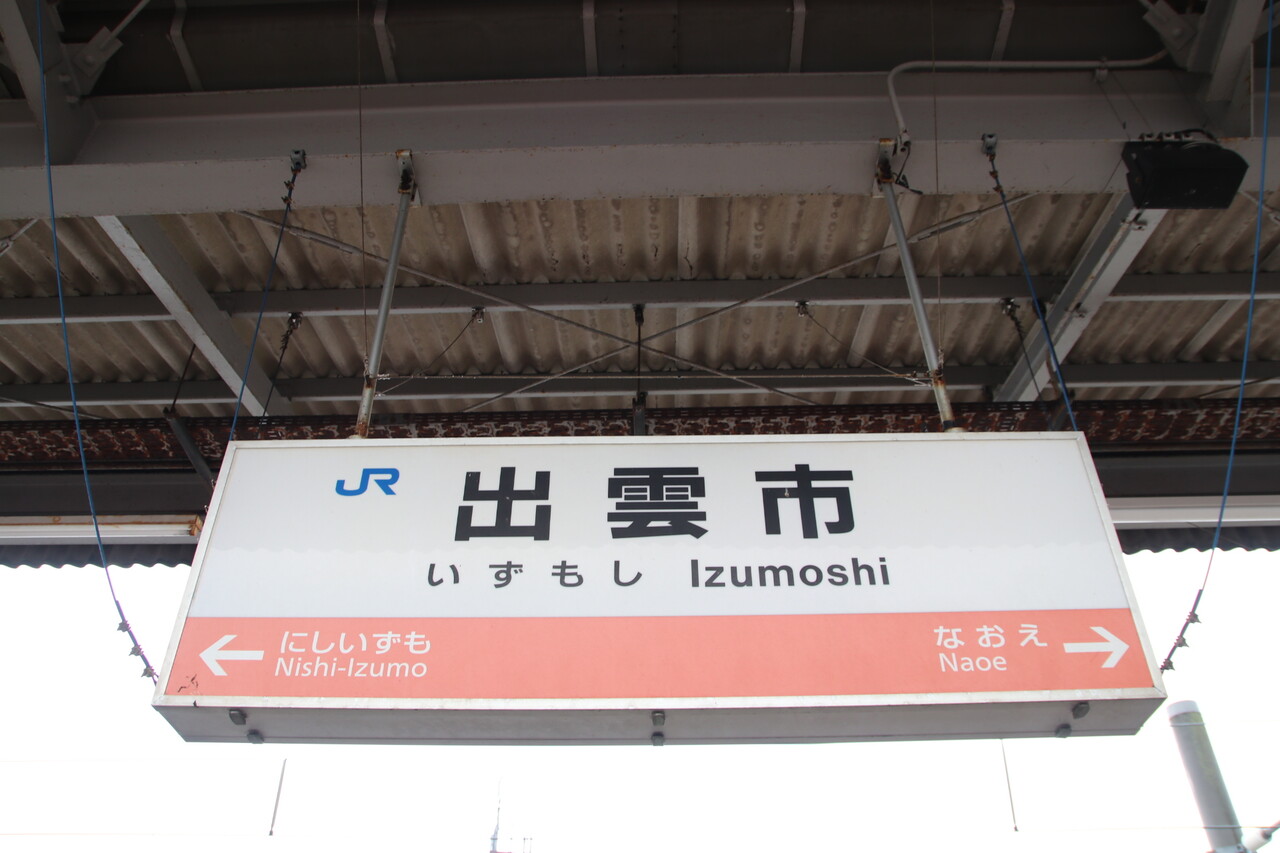 JR 出雲市
いずもし Izumoshi
にしいずも
Nishi-Izumo
なおえ
Naoe